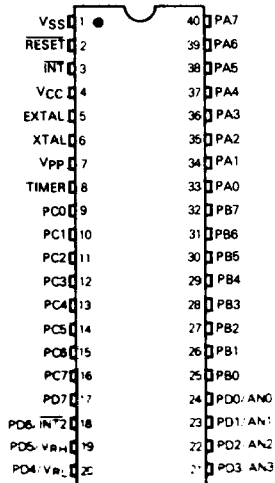 VSS 1 40 PA7
RESET 2 39 PA6
INT 3 38 PA5
VCC 4 37 PA4
EXTAL 5 36 PA3
XTAL 6 35 PA2
VPP 7 34 PA1
TIMER 8 33 PA0
PC0 9 32 PB7
PC1 10 31 PB6
PC2 11 30 PB5
PC3 12 29 PB4
PC4 13 28 PB3
PC5 14 27 PB2
PC6 15 26 PB1
PC7 16 25 PB0
PD7 17 24 PD0/AN0
PD6/INT2 18 23 PD1/AN1
PD5/VRH 19 22 PD2/AN2
PD4/VRL 20 21 PD3/AN3